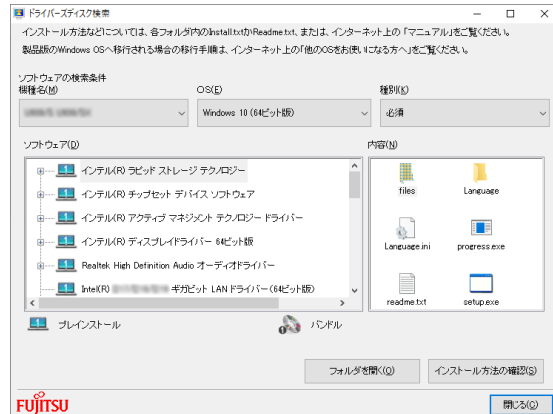 ドライバーズディスク検索
インストール方法などについては、各フォルダ内のInstall.txtかReadme.txt、または、インターネット上の「マニュアル」をご覧ください。
製品版のWindows OSへ移行される場合の移行手順は、インターネット上の「他のOSをお使いになる方へ」をご覧ください。
ソフトウェアの検索条件
機種名(M)
OS(E)
種別(K)
Windows 10 (64ビット版)
必須
ソフトウェア(D)
内容(N)
インテル(R) ラピッド ストレージ テクノロジー
インテル(R) チップセット デバイス ソフトウェア
インテル(R) アクティブ マネジメント テクノロジー ドライバー
インテル(R) ディスプレイドライバー 64ビット版
Realtek High Definition Audio オーディオドライバー
Intel(R) ギガビット LAN ドライバー(64ビット版)
files
Language
Language.ini
progress.exe
readme.txt
setup.exe
プレインストール
バンドル
フォルダを開く(O)
インストール方法の確認(S)
FUJITSU
閉じる(C)